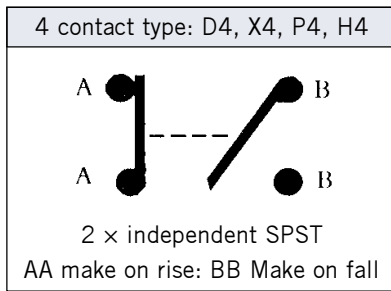 4 contact type: D4, X4, P4, H4
A B
A B
2 × independent SPST
AA make on rise: BB Make on fall